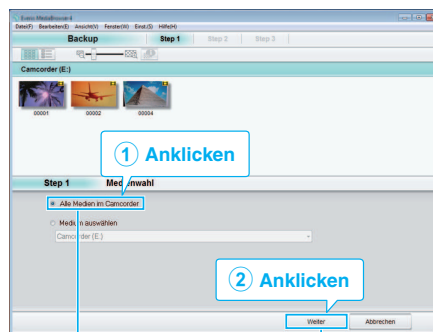 Everio MediaBrowser 4
Datei(F) Bearbeiten(E) Ansicht(V) Fenster(W) Einst.(S) Hilfe(H)
Backup Step 1 Step 2 Step 3
Camcorder (E:)
00001 00002 00004
① Anklicken
Step 1 Medienwahl
Alle Medien im Camcorder
Medium auswählen
Camcorder (E:)
② Anklicken
Weiter Abbrechen